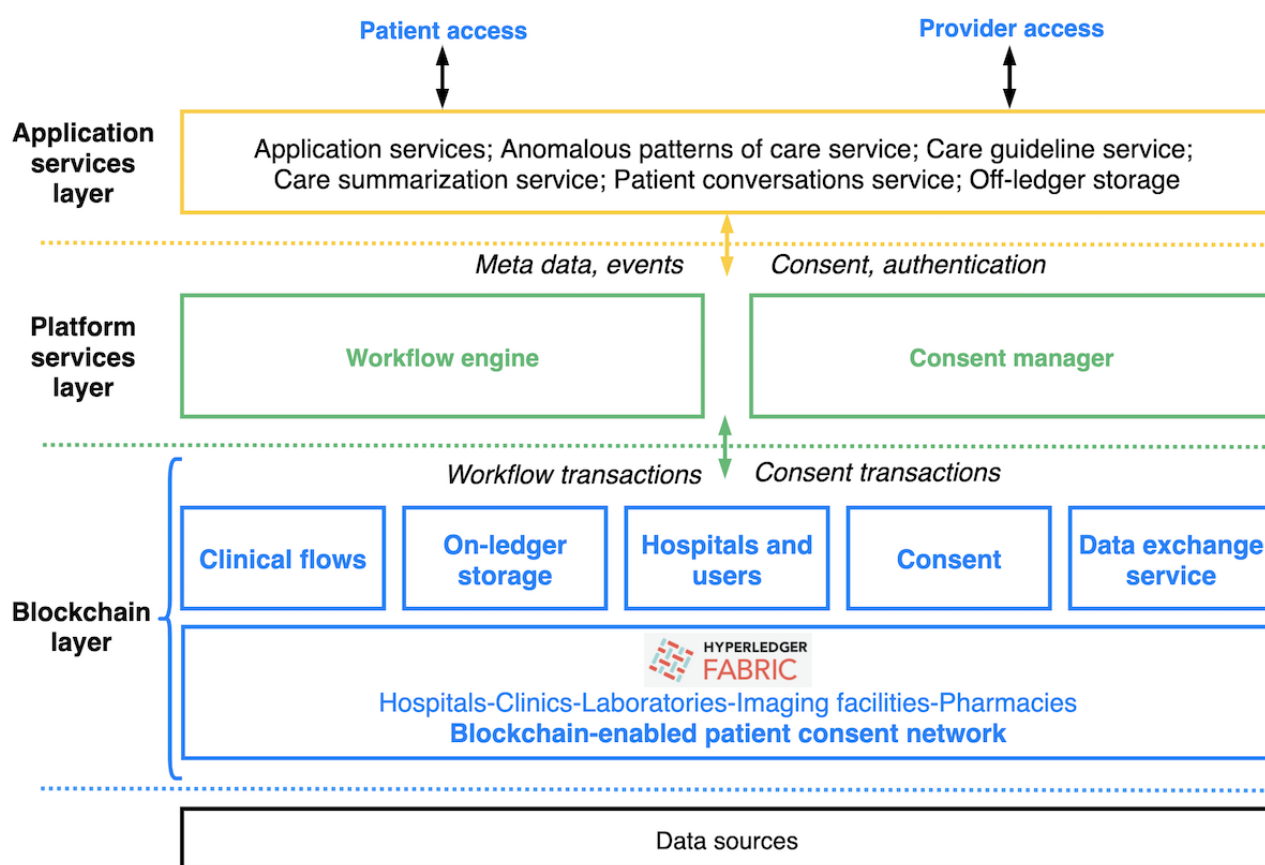 Patient access
Provider access
Application
services
layer
Application services; Anomalous patterns of care service; Care guideline service;
Care summarization service; Patient conversations service; Off-ledger storage
Meta data, events
Consent, authentication
Platform
services
layer
Workflow engine
Consent manager
Workflow transactions
Consent transactions
Blockchain
layer
Clinical flows
On-ledger
storage
Hospitals and
users
Consent
Data exchange
service
HYPERLEDGER
FABRIC
Hospitals-Clinics-Laboratories-Imaging facilities-Pharmacies
Blockchain-enabled patient consent network
Data sources